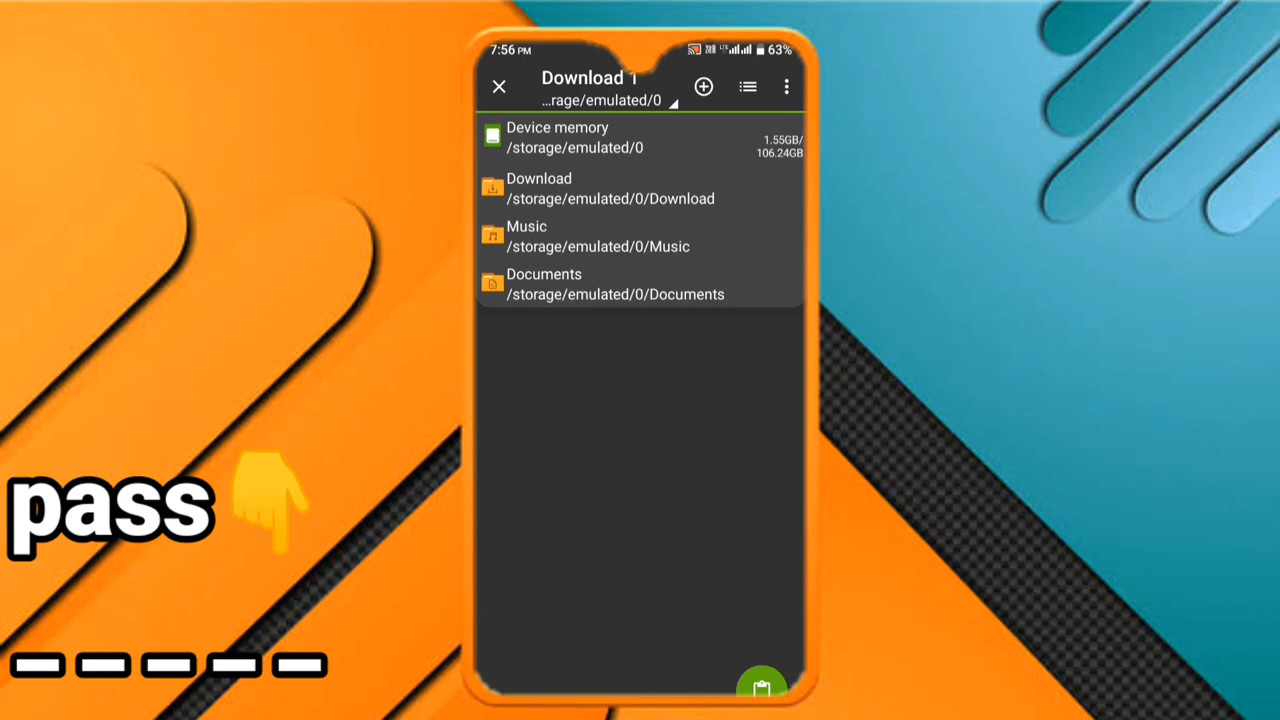 7:56 PM
63%
Download 1
...rage/emulated/0
Device memory
/storage/emulated/0
1.55GB/
106.24GB
Download
/storage/emulated/0/Download
Music
/storage/emulated/0/Music
Documents
/storage/emulated/0/Documents
pass
_ _ _ _ _